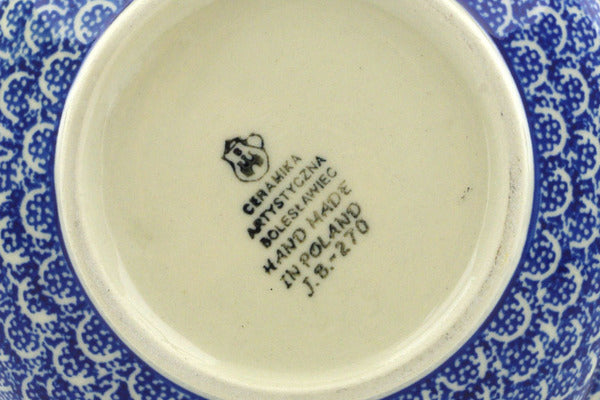 CERAMIKA
ARTYSTYCZNA
BOLESŁAWIEC
HAND MADE
IN POLAND
J.B.-270